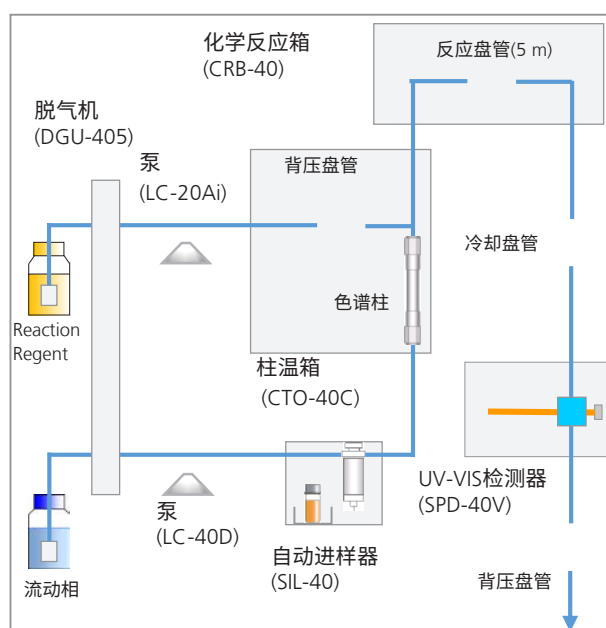 化学反应箱
(CRB-40)
反应盘管(5 m)
脱气机
(DGU-405)
泵
(LC-20Ai)
背压盘管
冷却盘管
Reaction
Regent
色谱柱
柱温箱
(CTO-40C)
UV-VIS检测器
(SPD-40V)
泵
(LC-40D)
自动进样器
(SIL-40)
流动相
背压盘管